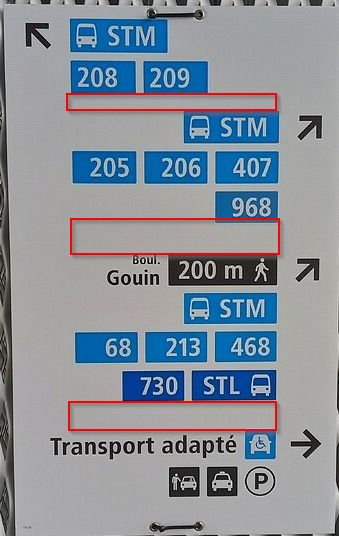 STM
208 209
STM
205 206 407
968
Boul.
Gouin 200 m
STM
68 213 468
730 STL
Transport adapté
P